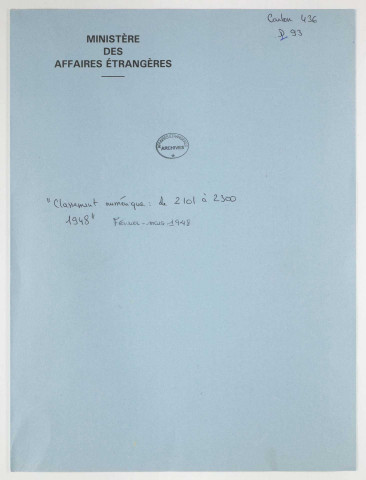 Carton 436
P 93
MINISTÈRE
DES
AFFAIRES ÉTRANGÈRES
ARCHIVES
"Classement numérique : de 2101 à 2300
1948" Février-mars 1948